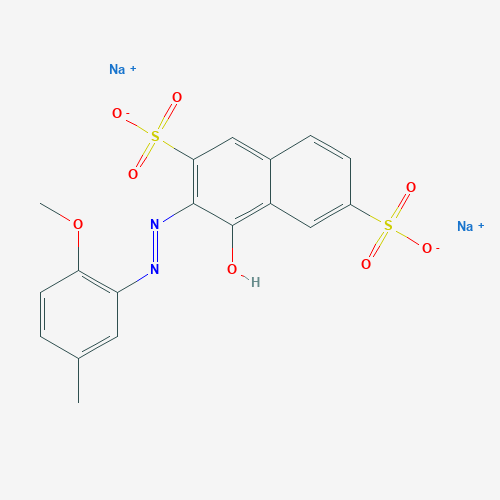 Na +
O - O
S
O
O
N
O S
O - Na +
N O H
O